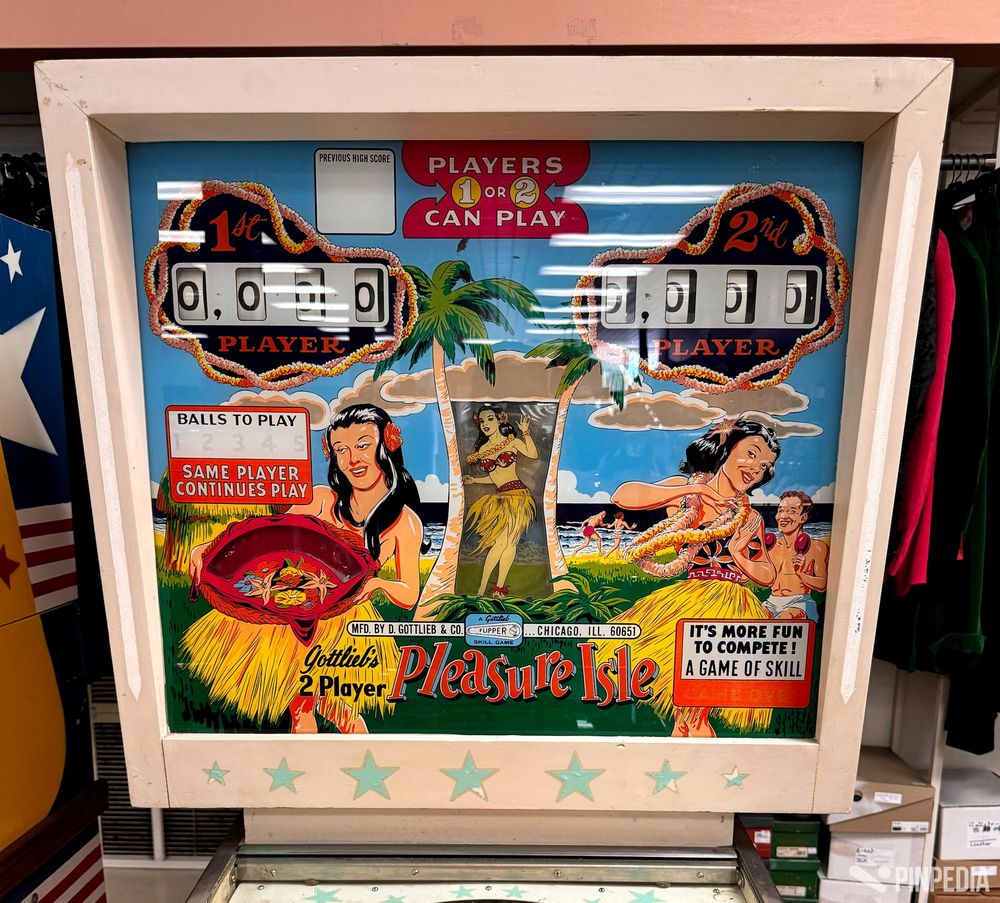 PREVIOUS HIGH SCORE
PLAYERS
1 OR 2
CAN PLAY
1st
0,000
PLAYER
2nd
0,000
PLAYER
BALLS TO PLAY
1 2 3 4 5
SAME PLAYER
CONTINUES PLAY
MFD. BY D. GOTTLIEB & CO.
A Gottlieb
FLIPPER
SKILL GAME
...CHICAGO, ILL. 60651
Gottlieb's
2 Player
Pleasure Isle
IT'S MORE FUN
TO COMPETE!
A GAME OF SKILL
GAME OVER
PINPEDIA